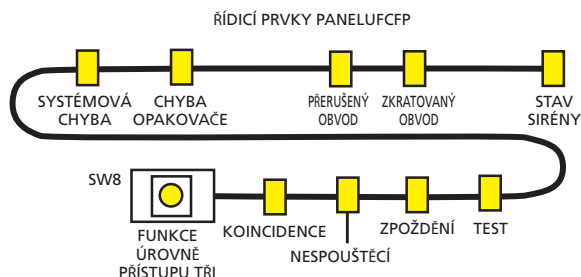 ŘÍDICÍ PRVKY PANELUFCFP
SYSTÉMOVÁ
CHYBA
CHYBA
OPAKOVAČE
PŘERUŠENÝ
OBVOD
ZKRATOVANÝ
OBVOD
STAV
SIRÉNY
SW8
FUNKCE
ÚROVNĚ
PŘÍSTUPU TŘI
KOINCIDENCE
NESPOUŠTĚCÍ
ZPOŽDĚNÍ
TEST